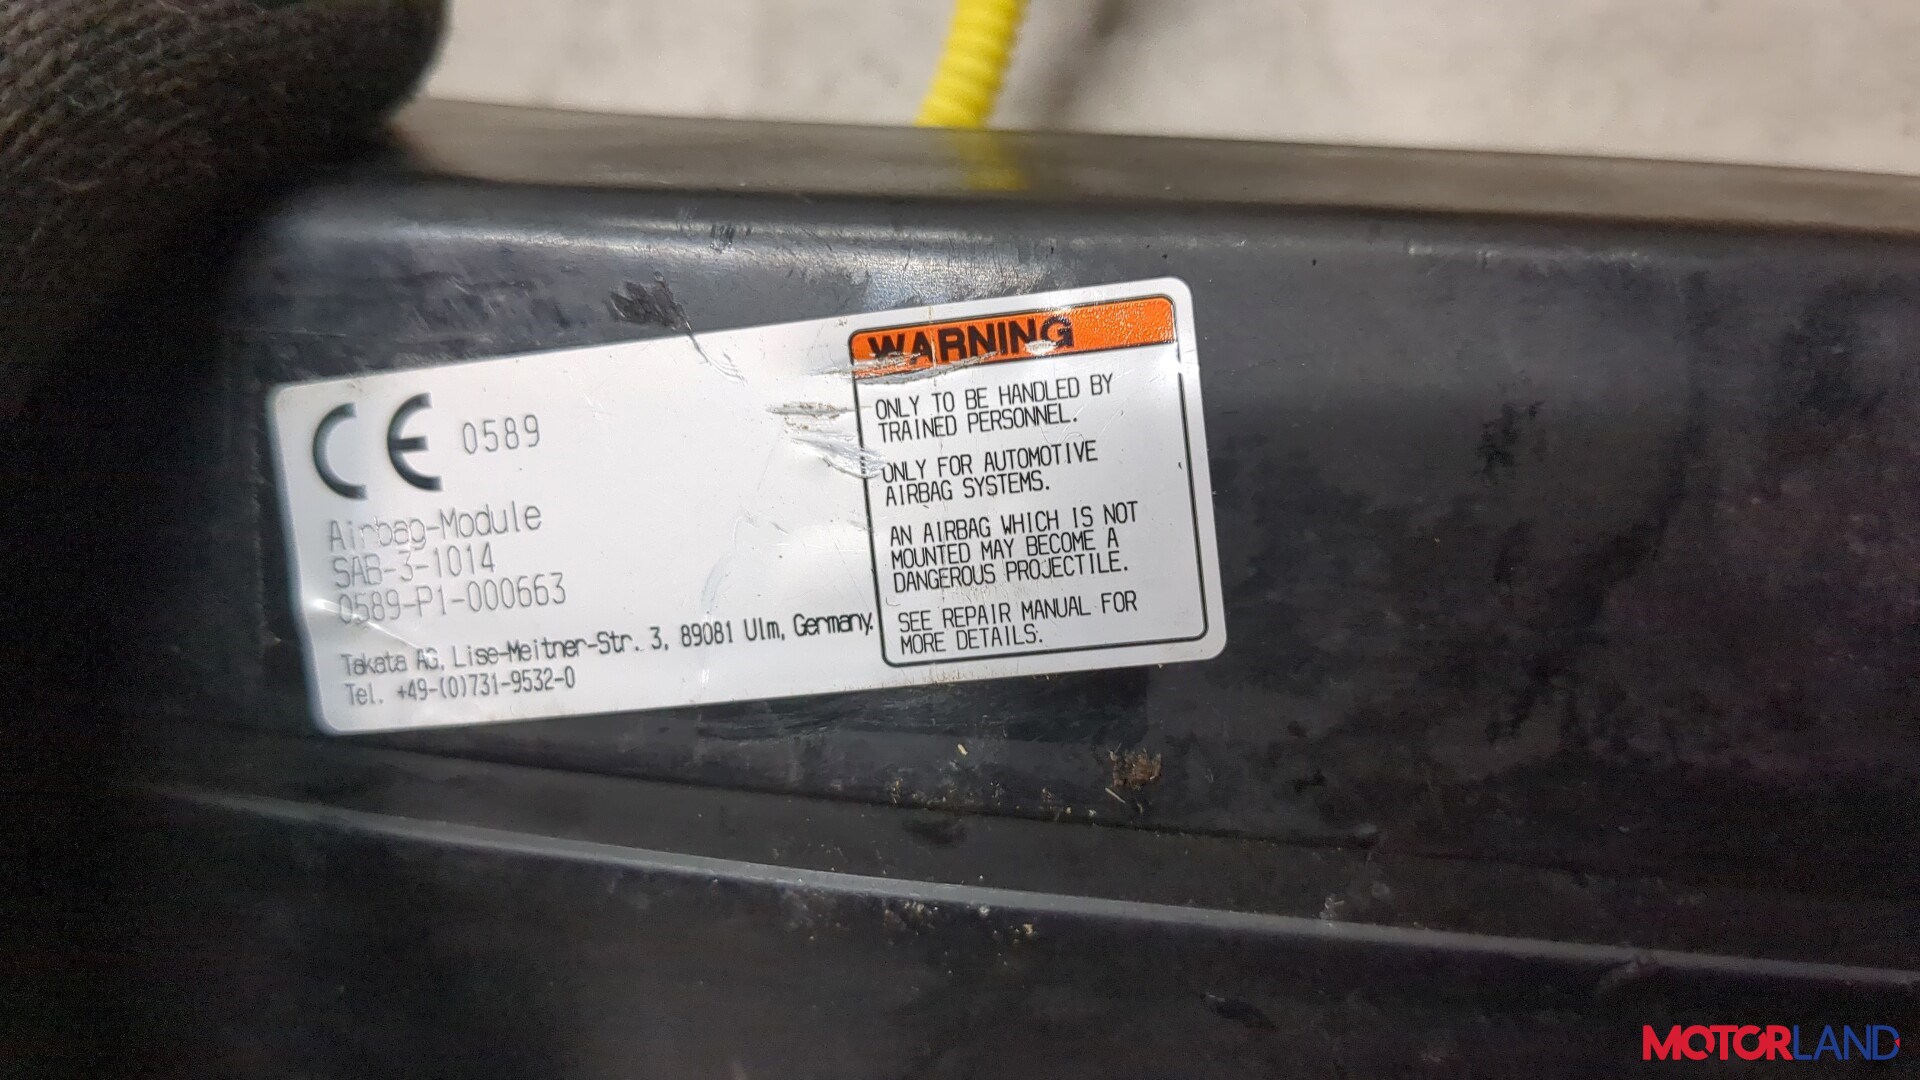 CE 0589
Airbag-Module
SAB-3-1014
0589-P1-000663
Takata AG, Lise-Meitner-Str. 3, 89081 Ulm, Germany.
Tel. +49-(0)731-9532-0
WARNING
ONLY TO BE HANDLED BY
TRAINED PERSONNEL.
ONLY FOR AUTOMOTIVE
AIRBAG SYSTEMS.
AN AIRBAG WHICH IS NOT
MOUNTED MAY BECOME A
DANGEROUS PROJECTILE.
SEE REPAIR MANUAL FOR
MORE DETAILS.
MOTORLAND